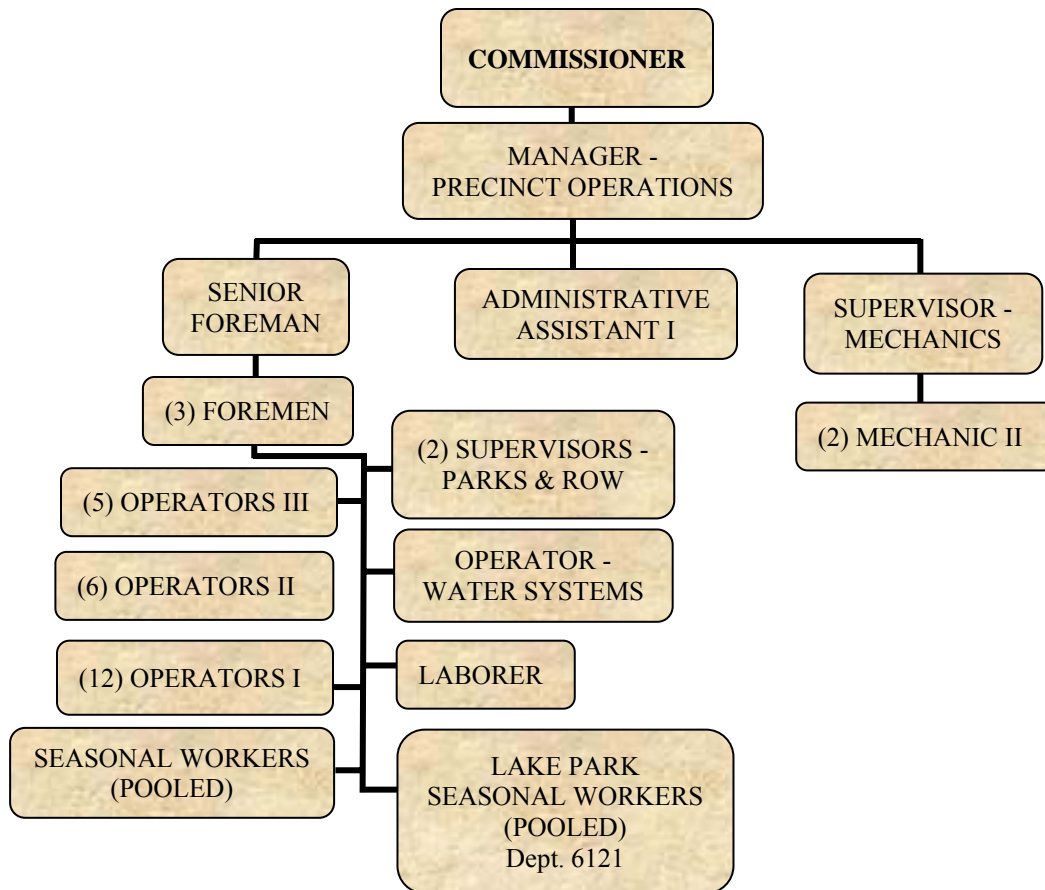 COMMISSIONER
MANAGER -
PRECINCT OPERATIONS
SENIOR
FOREMAN
ADMINISTRATIVE
ASSISTANT I
SUPERVISOR -
MECHANICS
(3) FOREMEN
(2) MECHANIC II
(2) SUPERVISORS -
PARKS & ROW
(5) OPERATORS III
OPERATOR -
WATER SYSTEMS
(6) OPERATORS II
(12) OPERATORS I
LABORER
SEASONAL WORKERS
(POOLED)
LAKE PARK
SEASONAL WORKERS
(POOLED)
Dept. 6121